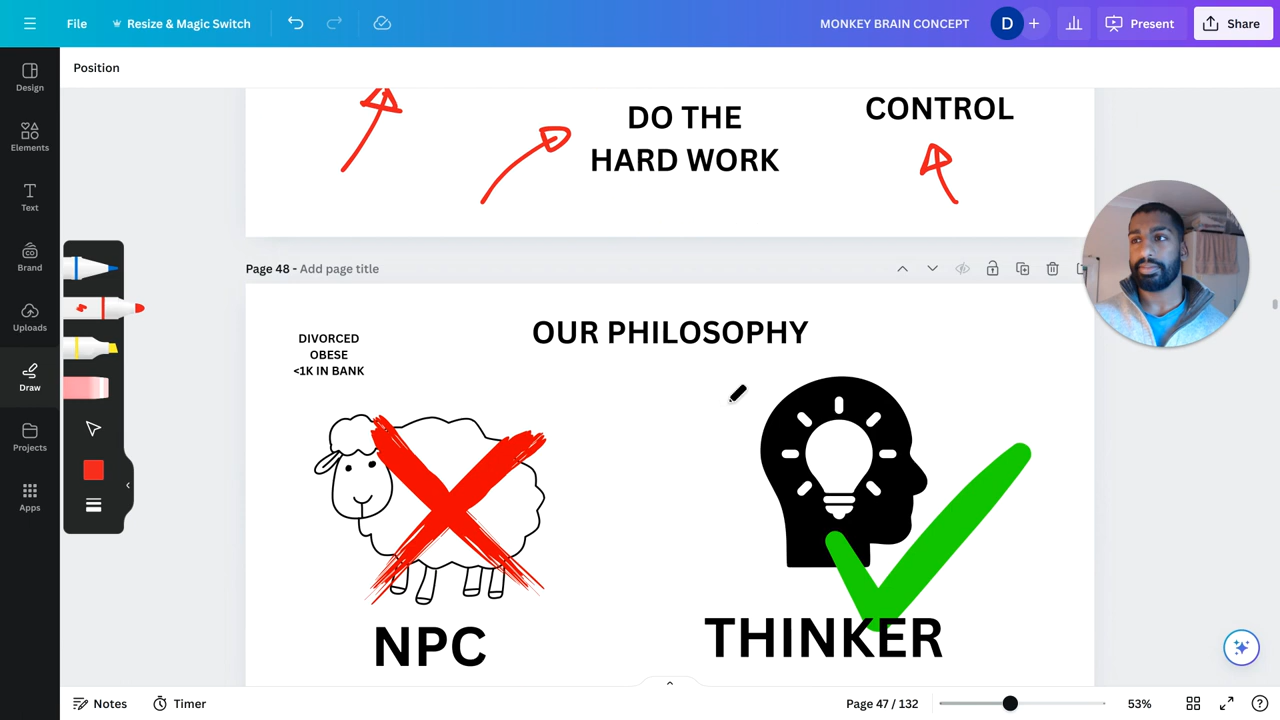 File
Resize & Magic Switch
MONKEY BRAIN CONCEPT
D
+
Present
Share
Position
Design
Elements
Text
Brand
Uploads
Draw
Projects
Apps
DO THE
HARD WORK
CONTROL
Page 48 - Add page title
OUR PHILOSOPHY
DIVORCED
OBESE
<1K IN BANK
NPC
THINKER
Notes
Timer
Page 47 / 132
53%
?